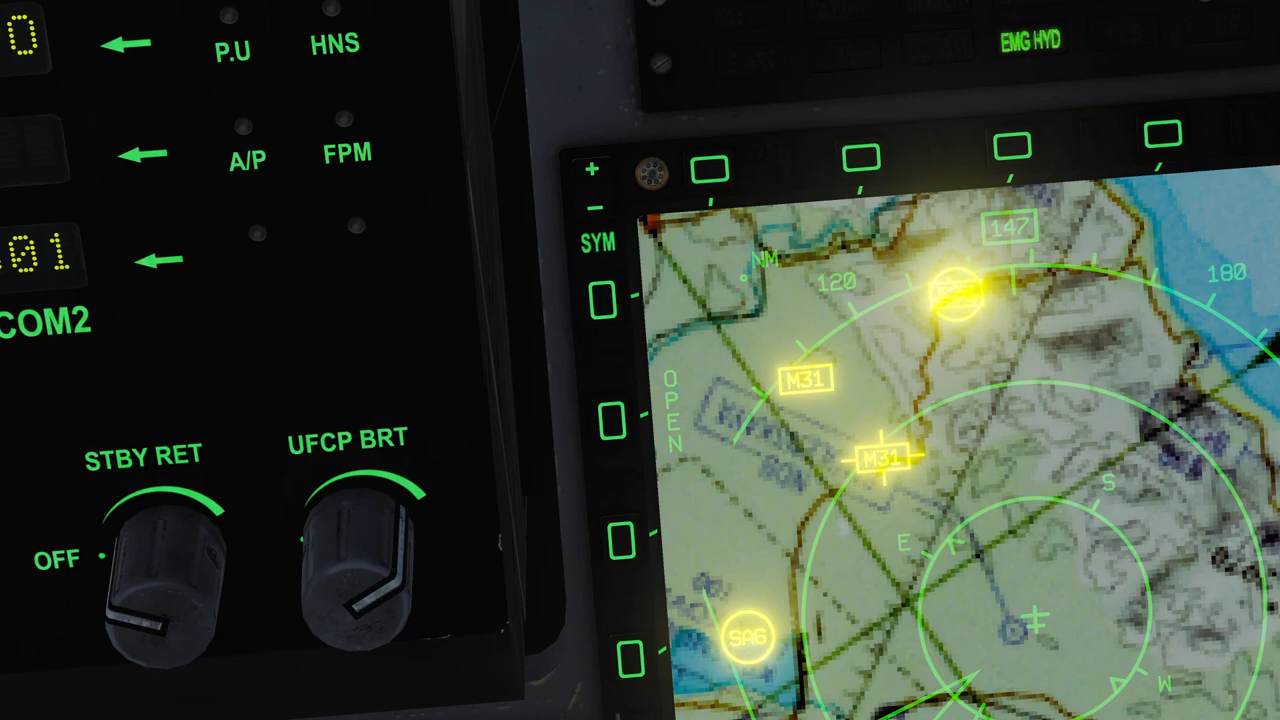 0
P.U
HNS
A/P
FPM
01
COM2
STBY RET
UFCP BRT
OFF
EMG HYD
+
-
SYM
147
NM
120
180
M31
OPEN
M31
S
E
SA6
W